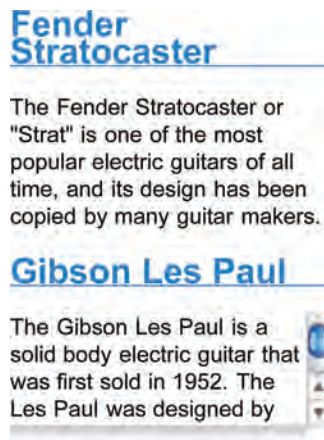 Fender
Stratocaster
The Fender Stratocaster or
"Strat" is one of the most
popular electric guitars of all
time, and its design has been
copied by many guitar makers.
Gibson Les Paul
The Gibson Les Paul is a
solid body electric guitar that
was first sold in 1952. The
Les Paul was designed by